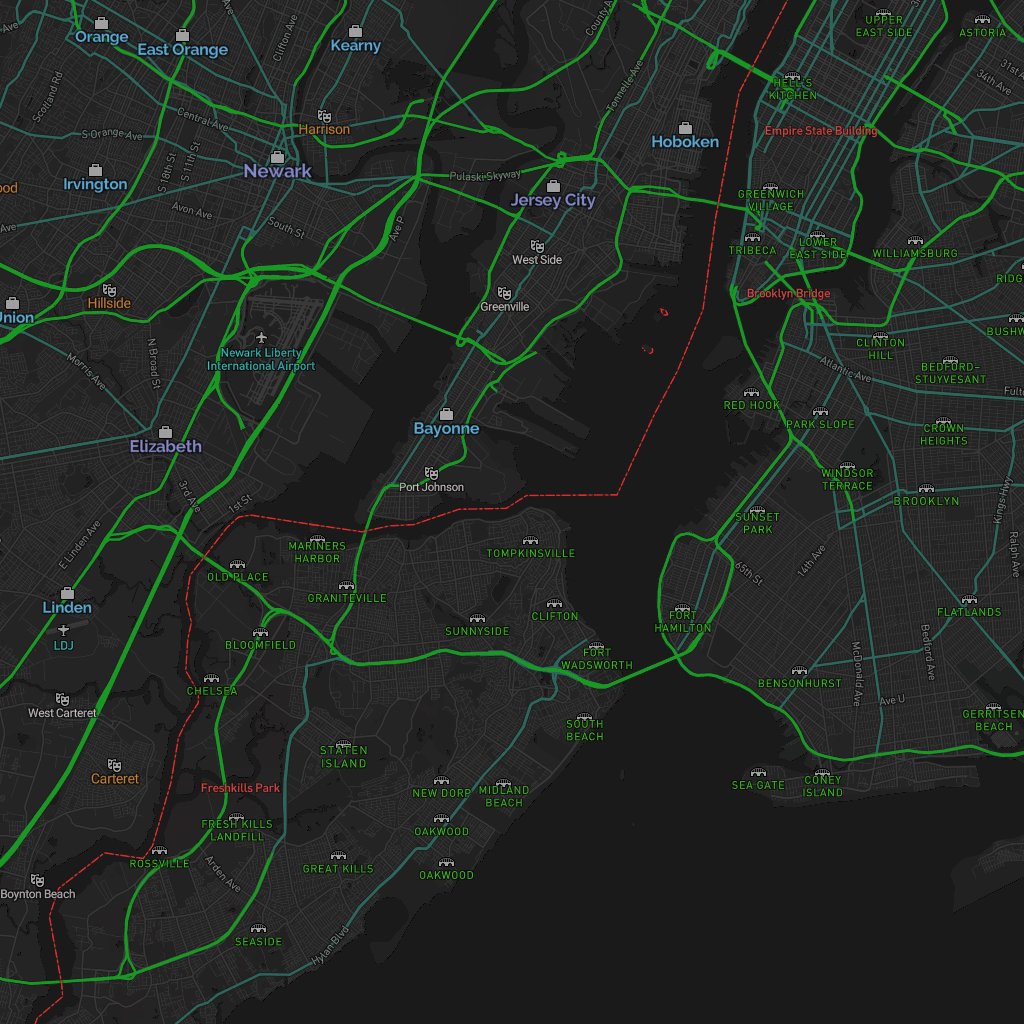 UPPER
EAST SIDE
ASTORIA
Orange
East Orange
Clifton Ave
Kearny
31st
34th Ave
Scotland Rd
Tonnelle Ave
HELL'S
KITCHEN
Central Ave
Harrison
S Orange Ave
Empire State Building
Hoboken
S 18th St
S 11th St
Newark
Pulaski Skyway
Irvington
Jersey City
GREENWICH
VILLAGE
Avon Ave
South St
Ave P
TRIBECA
LOWER
EAST SIDE
WILLIAMSBURG
West Side
Hillside
Greenville
Brooklyn Bridge
Union
N Broad St
Newark Liberty
International Airport
Morris Ave
CLINTON
HILL
Atlantic Ave
BEDFORD-
STUYVESANT
RED HOOK
PARK SLOPE
Bayonne
CROWN
HEIGHTS
Elizabeth
WINDSOR
TERRACE
Port Johnson
3rd Ave
1st St
BROOKLYN
Kings Hwy
SUNSET
PARK
E Linden Ave
MARINERS
HARBOR
TOMPKINSVILLE
14th Ave
Ralph Ave
OLD PLACE
65th St
GRANITEVILLE
Linden
CLIFTON
FLATLANDS
FORT
HAMILTON
SUNNYSIDE
LDJ
BLOOMFIELD
FORT
WADSWORTH
McDonald Ave
Bedford Ave
CHELSEA
BENSONHURST
West Carteret
Ave U
GERRITSEN
BEACH
SOUTH
BEACH
STATEN
ISLAND
Carteret
Freshkills Park
NEW DORP
MIDLAND
BEACH
SEA GATE
CONEY
ISLAND
FRESH KILLS
LANDFILL
OAKWOOD
ROSSVILLE
GREAT KILLS
OAKWOOD
Arden Ave
Boynton Beach
SEASIDE
Hylan Blvd